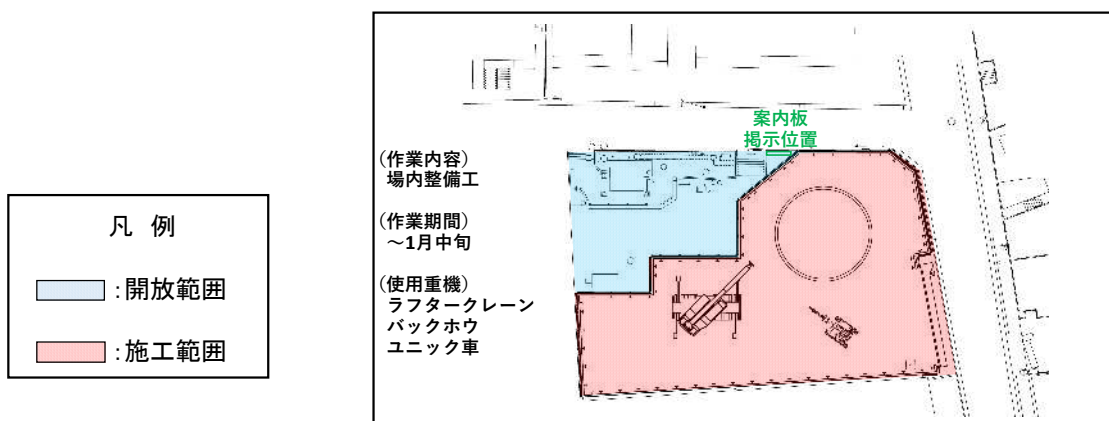 凡 例
:開放範囲
:施工範囲
案内板
掲示位置
(作業内容)
場内整備工
(作業期間)
～1月中旬
(使用重機)
ラフタークレーン
バックホウ
ユニック車